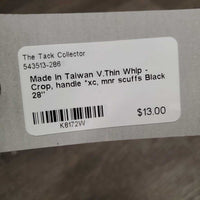 The Tack Collector
543513-286
Made In Taiwan V.Thin Whip -
Crop, handle "xc, mnr scuffs Black
28"
$13.00
K8172W